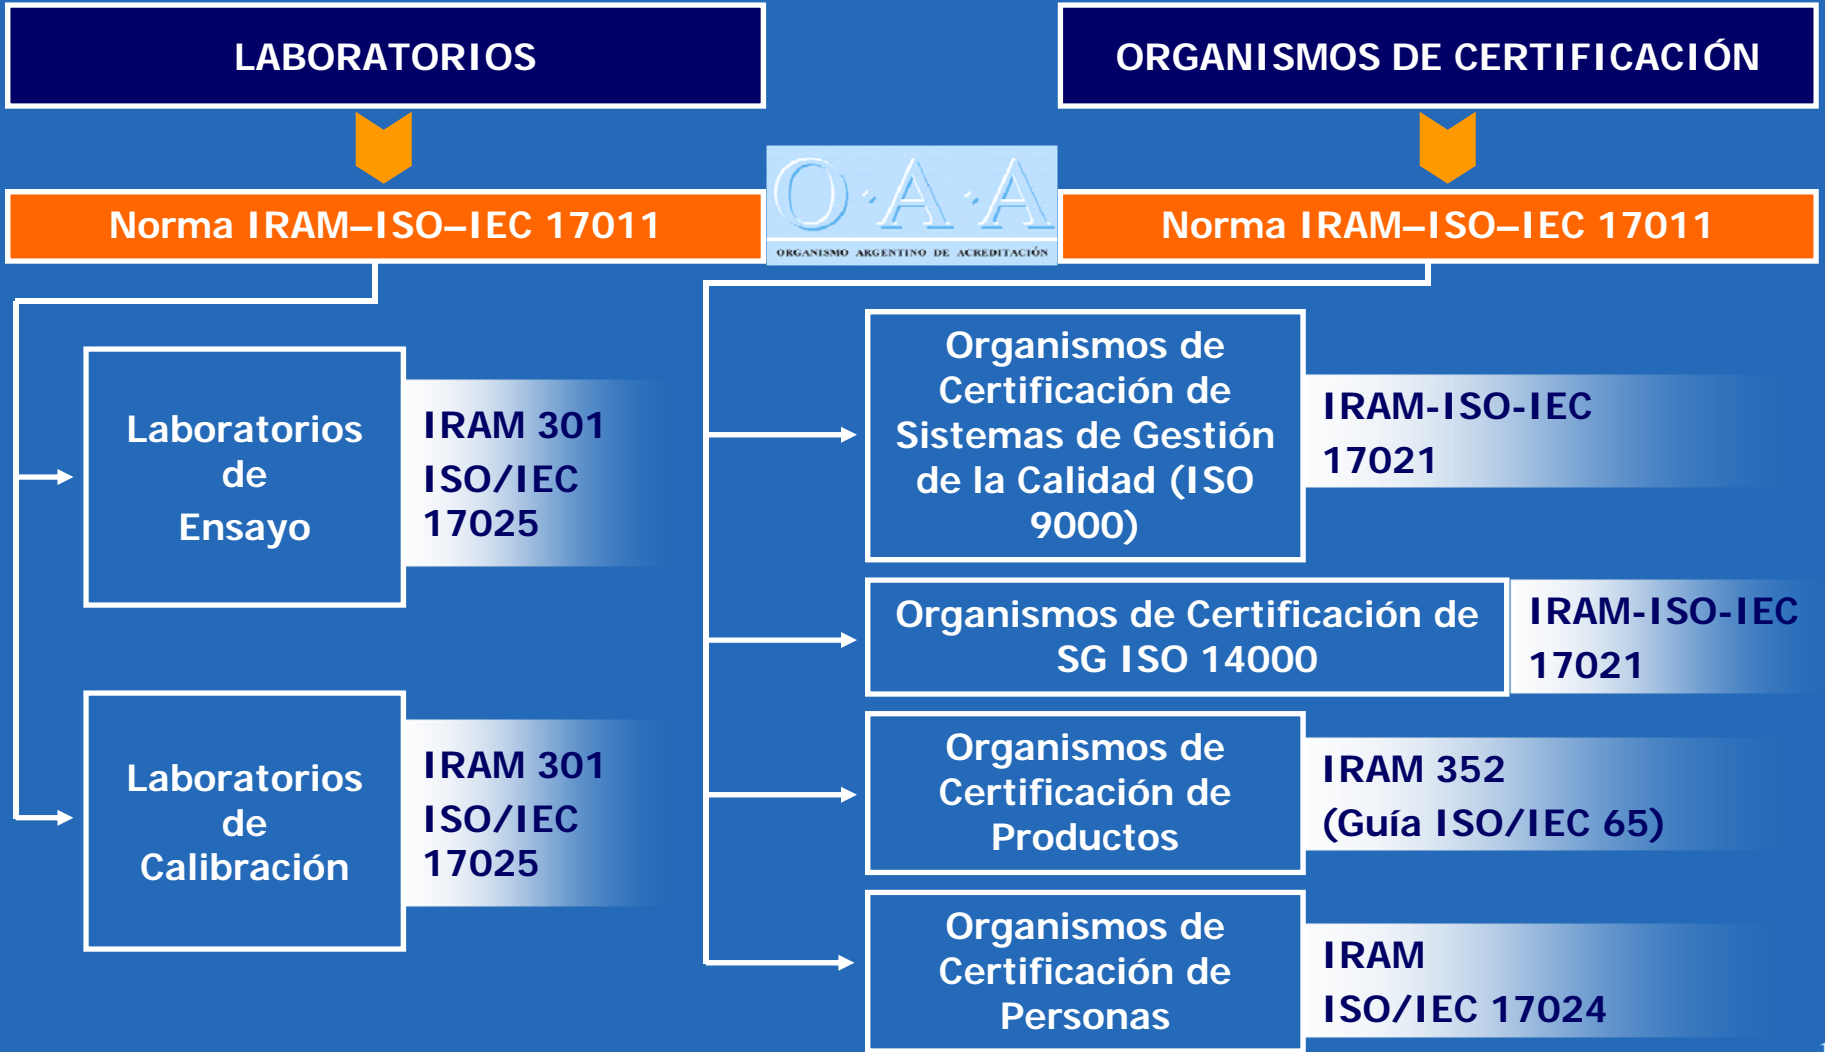 LABORATORIOS
Norma IRAM–ISO–IEC 17011
Laboratorios
de
Ensayo
IRAM 301
ISO/IEC
17025
Laboratorios
de
Calibración
IRAM 301
ISO/IEC
17025
O·A·A
ORGANISMO ARGENTINO DE ACREDITACIÓN
ORGANISMOS DE CERTIFICACIÓN
Norma IRAM–ISO–IEC 17011
Organismos de
Certificación de
Sistemas de Gestión
de la Calidad (ISO
9000)
IRAM-ISO-IEC
17021
Organismos de Certificación de
SG ISO 14000
IRAM-ISO-IEC
17021
Organismos de
Certificación de
Productos
IRAM 352
(Guía ISO/IEC 65)
Organismos de
Certificación de
Personas
IRAM
ISO/IEC 17024